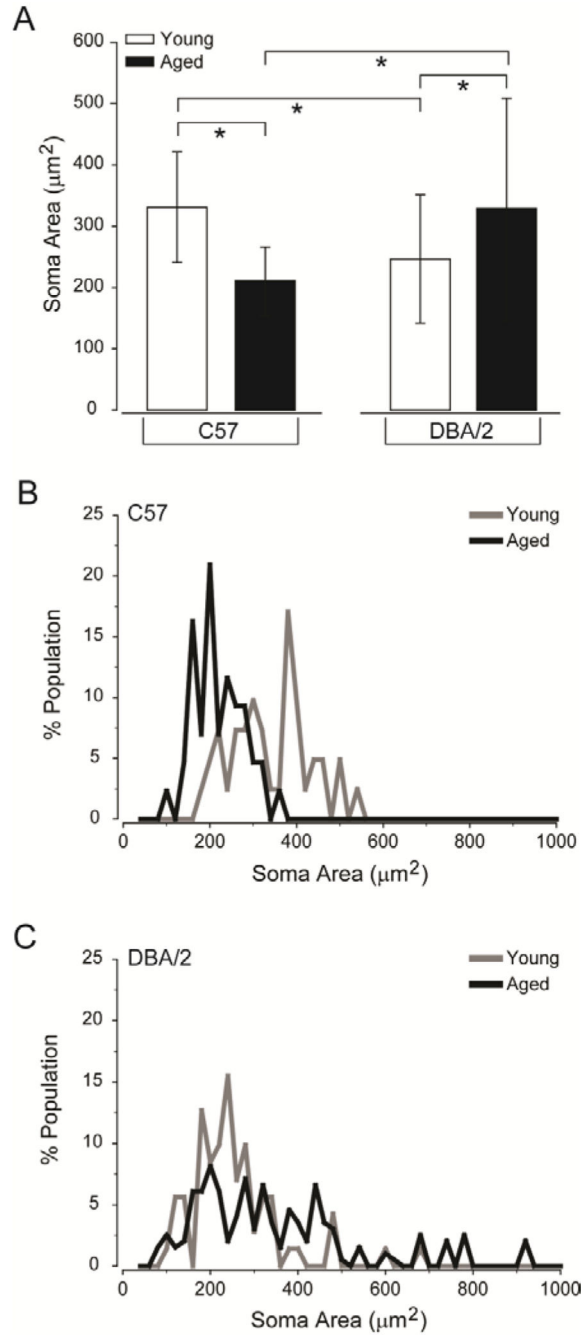 A
Young
Aged
600
500
400
300
200
100
0
Soma Area (μm²)
*
*
*
*
C57
DBA/2
B
C57
Young
Aged
25
20
15
10
5
0
% Population
0 200 400 600 800 1000
Soma Area (μm²)
C
DBA/2
Young
Aged
25
20
15
10
5
0
% Population
0 200 400 600 800 1000
Soma Area (μm²)